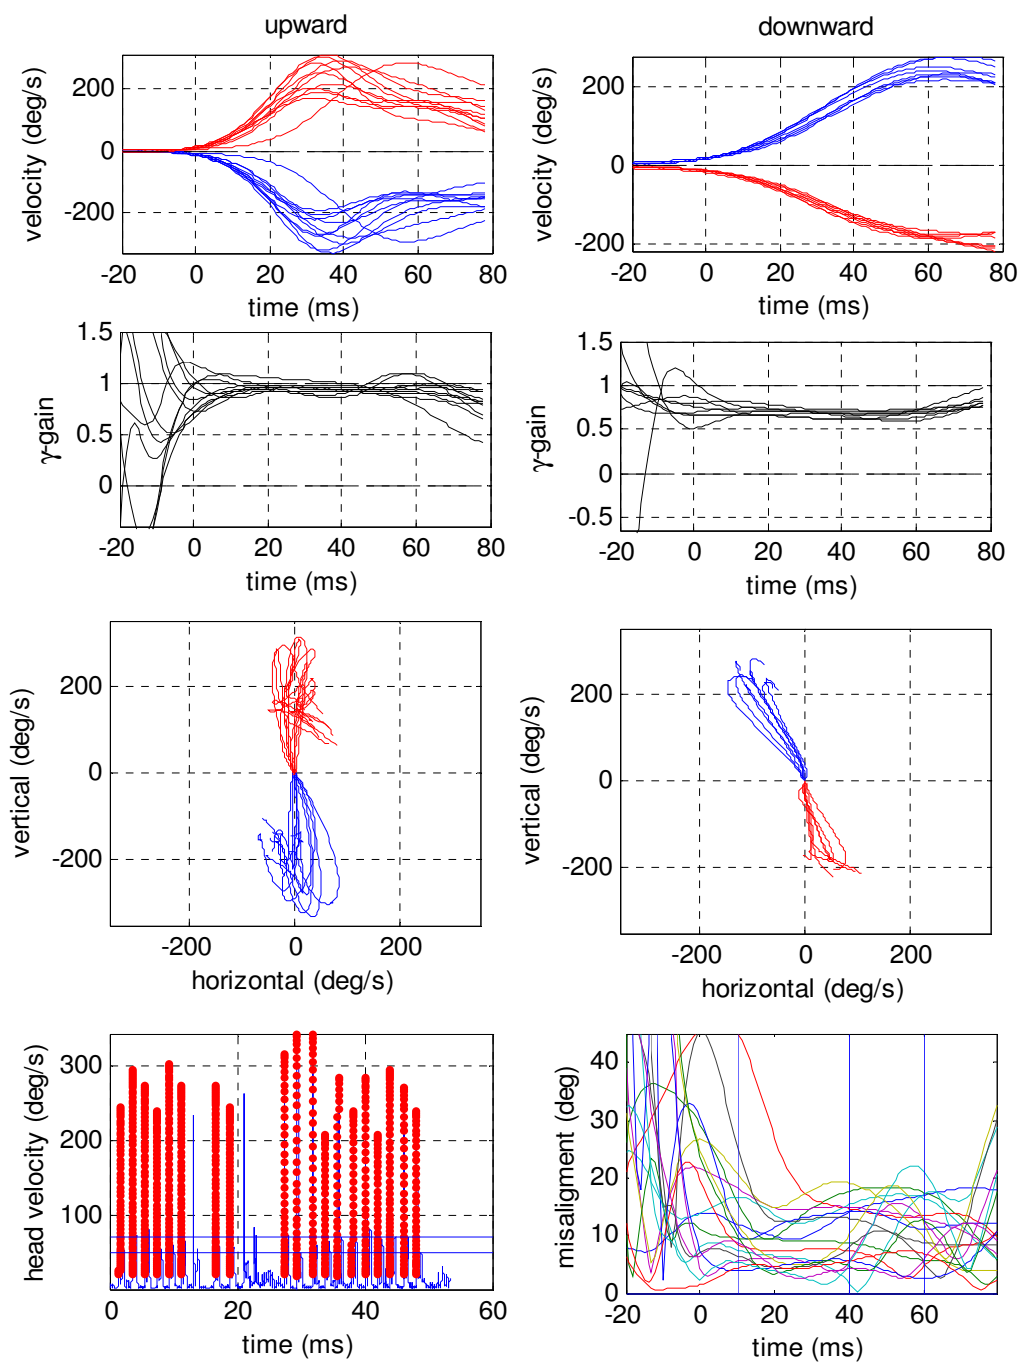 upward
downward
velocity (deg/s)
200
0
-200
-20 0 20 40 60 80
time (ms)
velocity (deg/s)
200
0
-200
-20 0 20 40 60 80
time (ms)
γ-gain
1.5
1
0.5
0
-20 0 20 40 60 80
time (ms)
γ-gain
1.5
1
0.5
0
-0.5
-20 0 20 40 60 80
time (ms)
vertical (deg/s)
200
0
-200
-200 0 200
horizontal (deg/s)
vertical (deg/s)
200
0
-200
-200 0 200
horizontal (deg/s)
head velocity (deg/s)
300
200
100
0 20 40 60
time (ms)
misaligment (deg)
40
30
20
10
0
-20 0 20 40 60 80
time (ms)